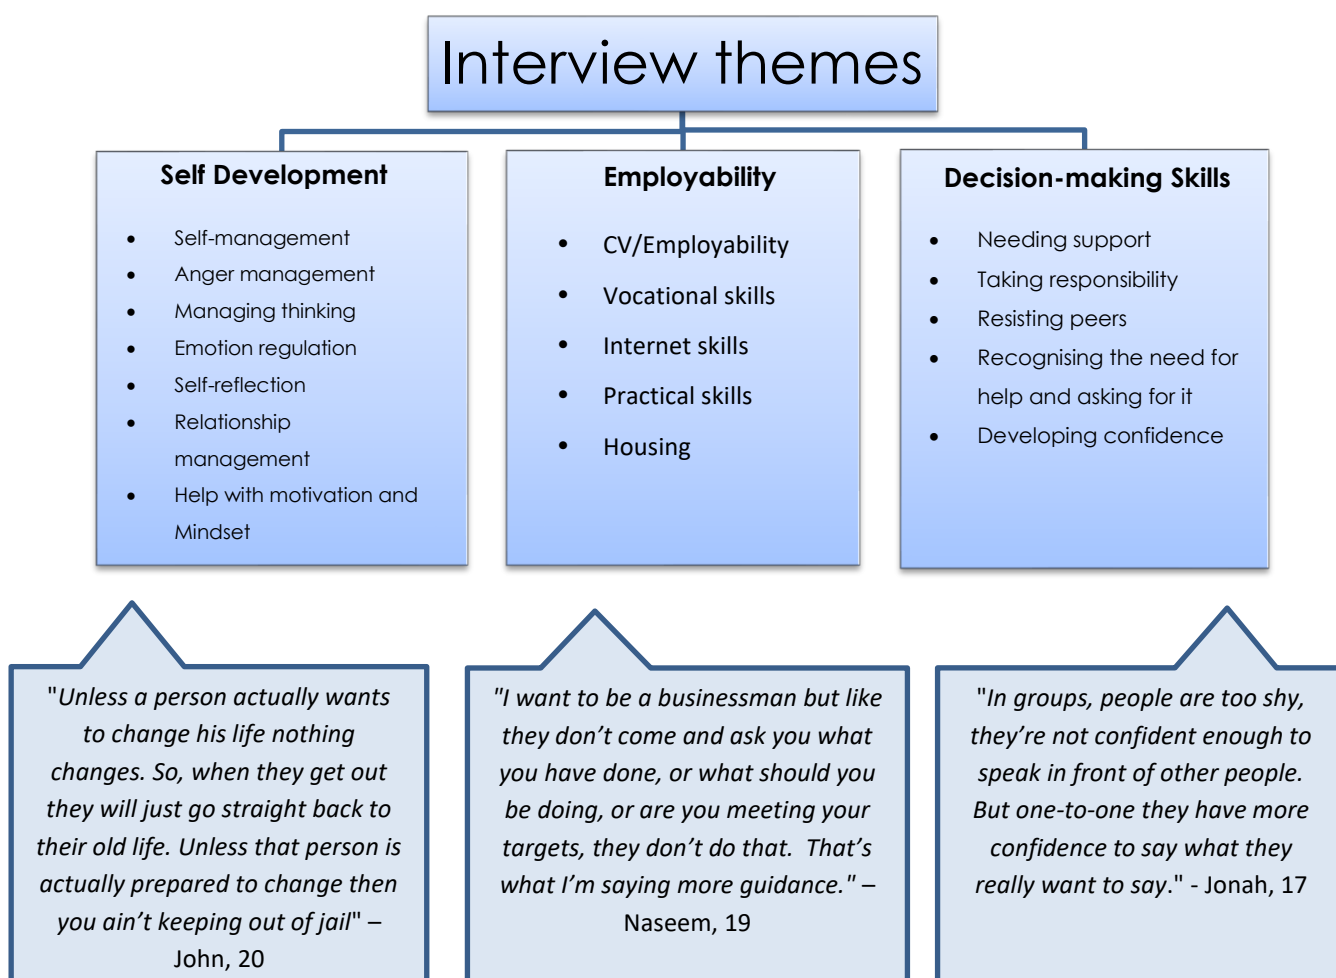 Interview themes
Self Development
• Self-management
• Anger management
• Managing thinking
• Emotion regulation
• Self-reflection
• Relationship
management
• Help with motivation and
Mindset
Employability
• CV/Employability
• Vocational skills
• Internet skills
• Practical skills
• Housing
Decision-making Skills
• Needing support
• Taking responsibility
• Resisting peers
• Recognising the need for
help and asking for it
• Developing confidence
"Unless a person actually wants
to change his life nothing
changes. So, when they get out
they will just go straight back to
their old life. Unless that person is
actually prepared to change then
you ain’t keeping out of jail" –
John, 20
"I want to be a businessman but like
they don’t come and ask you what
you have done, or what should you
be doing, or are you meeting your
targets, they don’t do that.  That’s
what I’m saying more guidance." –
Naseem, 19
"In groups, people are too shy,
they’re not confident enough to
speak in front of other people.
But one-to-one they have more
confidence to say what they
really want to say." - Jonah, 17